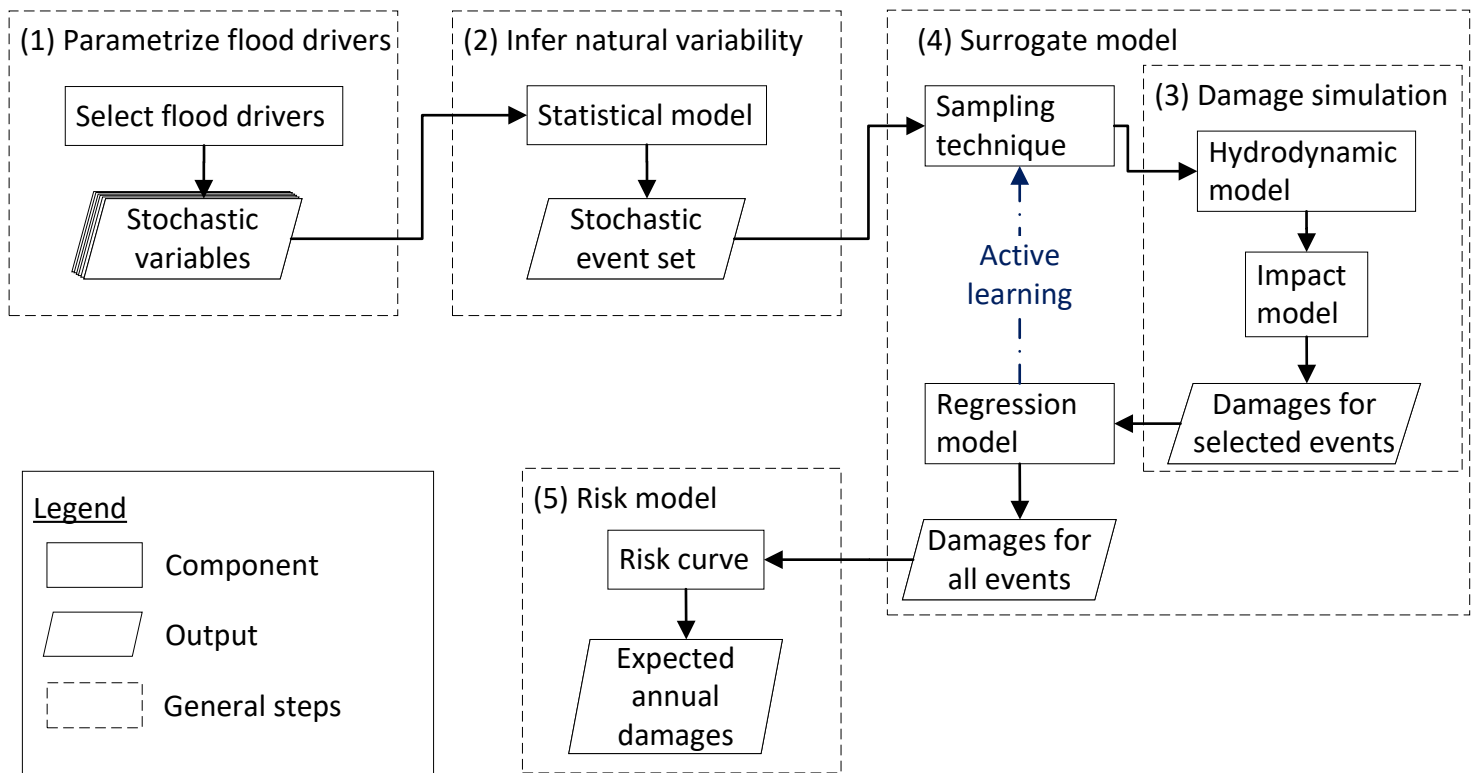 (1) Parametrize flood drivers
Select flood drivers
Stochastic
variables
(2) Infer natural variability
Statistical model
Stochastic
event set
(4) Surrogate model
Sampling
technique
(3) Damage simulation
Hydrodynamic
model
Impact
model
Damages for
selected events
Active
learning
Regression
model
Damages for
all events
(5) Risk model
Risk curve
Expected
annual
damages
Legend
Component
Output
General steps